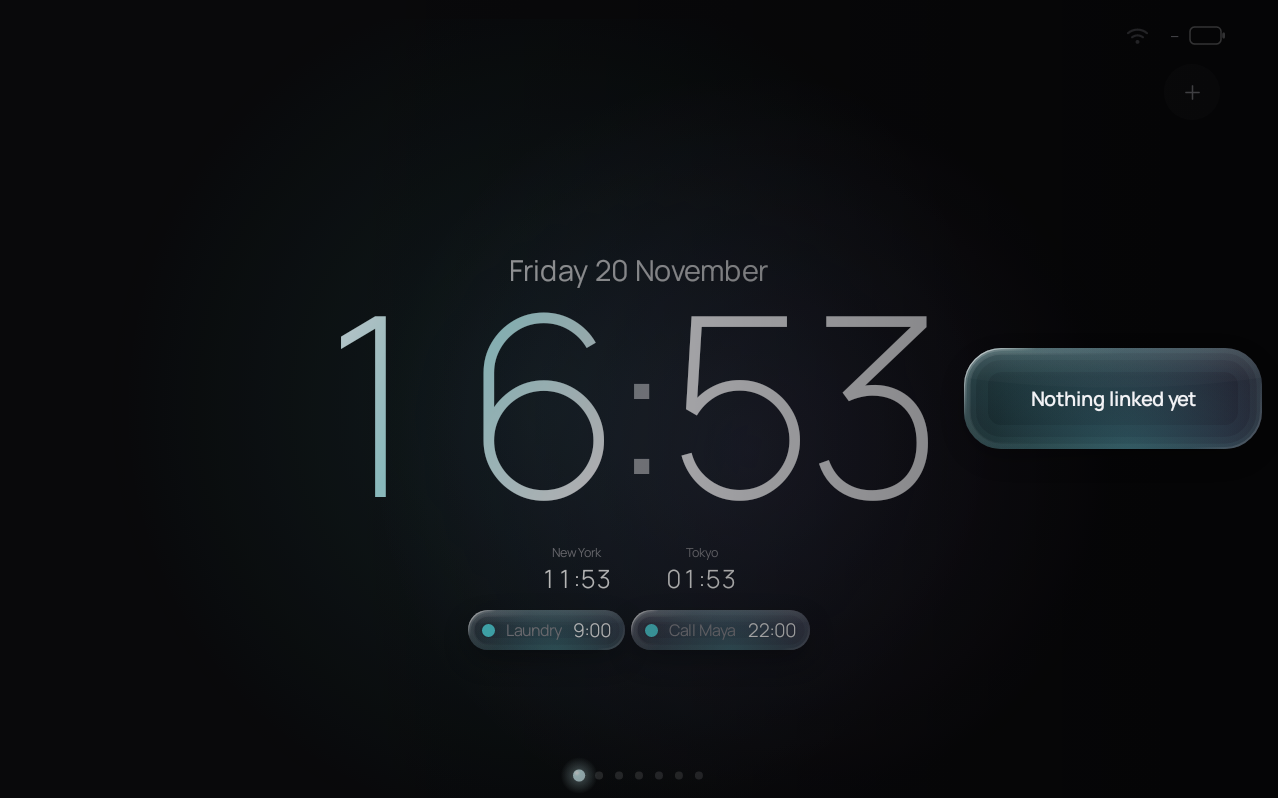 –
Friday 20 November
16:53
Nothing linked yet
New York Tokyo
11:53 01:53
Laundry 9:00 Call Maya 22:00